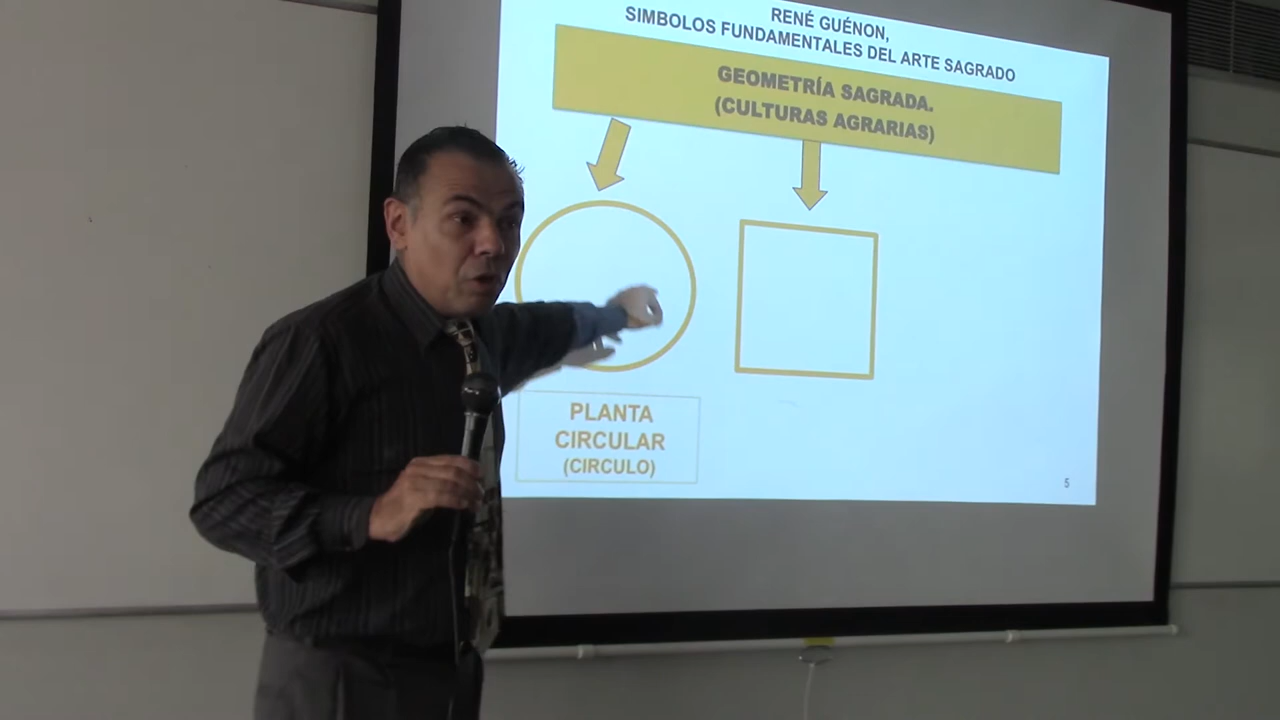 RENÉ GUÉNON,
SIMBOLOS FUNDAMENTALES DEL ARTE SAGRADO
GEOMETRÍA SAGRADA.
(CULTURAS AGRARIAS)
PLANTA
CIRCULAR
(CIRCULO)
5